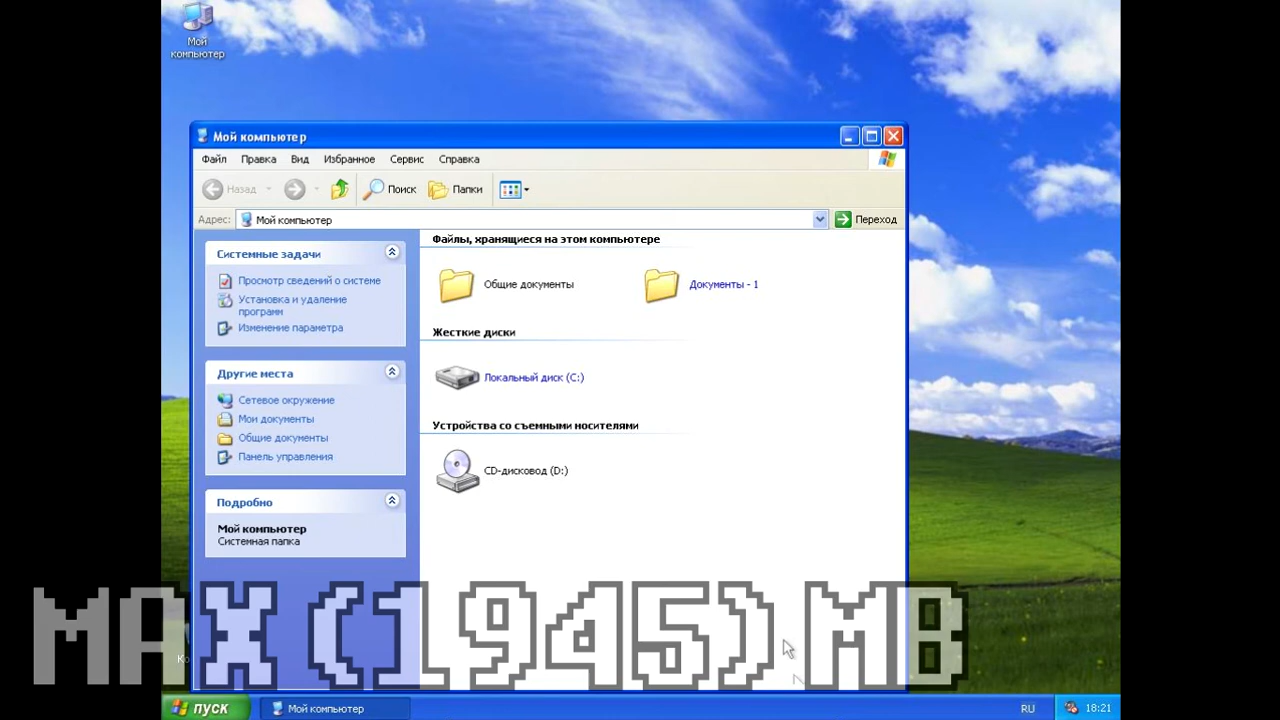 Мой
компьютер
Мой компьютер
Файл Правка Вид Избранное Сервис Справка
Назад Поиск Папки
Адрес: Мой компьютер Переход
Системные задачи
Просмотр сведений о системе
Установка и удаление
программ
Изменение параметра
Другие места
Сетевое окружение
Мои документы
Общие документы
Панель управления
Подробно
Мой компьютер
Системная папка
Файлы, хранящиеся на этом компьютере
Общие документы Документы - 1
Жесткие диски
Локальный диск (C:)
Устройства со съемными носителями
CD-дисковод (D:)
MAX (1945) MB
пуск Мой компьютер RU 18:21